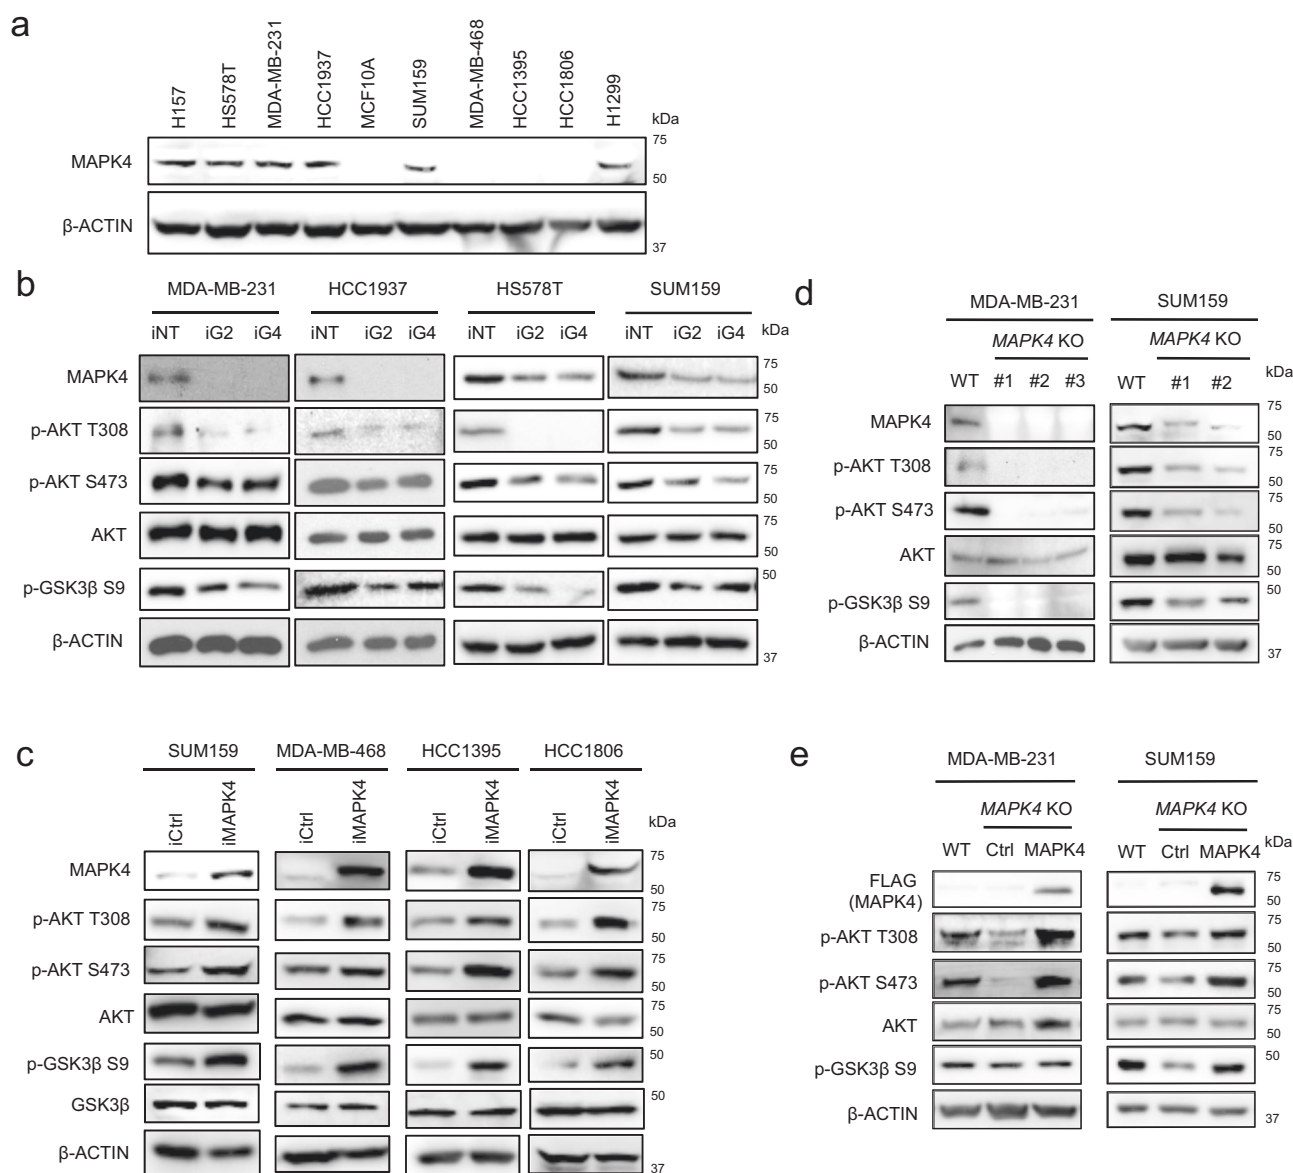 a
H157 HS578T MDA-MB-231 HCC1937 MCF10A SUM159 MDA-MB-468 HCC1395 HCC1806 H1299
kDa
MAPK4 75 50
β-ACTIN 37
b
MDA-MB-231 HCC1937 HS578T SUM159
iNT iG2 iG4 iNT iG2 iG4 iNT iG2 iG4 iNT iG2 iG4 kDa
MAPK4 75 50
p-AKT T308 75 50
p-AKT S473 75 50
AKT 75 50
p-GSK3β S9 50
β-ACTIN 37
d
MDA-MB-231 SUM159
MAPK4 KO MAPK4 KO
WT #1 #2 #3 WT #1 #2 kDa
MAPK4 75 50
p-AKT T308 75 50
p-AKT S473 75 50
AKT 75 50
p-GSK3β S9 50
β-ACTIN 37
c
SUM159 MDA-MB-468 HCC1395 HCC1806
iCtrl iMAPK4 iCtrl iMAPK4 iCtrl iMAPK4 iCtrl iMAPK4 kDa
MAPK4 75 50
p-AKT T308 75 50
p-AKT S473 75 50
AKT 75 50
p-GSK3β S9 50
GSK3β 50
β-ACTIN 37
e
MDA-MB-231 SUM159
MAPK4 KO MAPK4 KO
WT Ctrl MAPK4 WT Ctrl MAPK4 kDa
FLAG 75
(MAPK4) 50
p-AKT T308 75 50
p-AKT S473 75 50
AKT 75 50
p-GSK3β S9 50
β-ACTIN 37